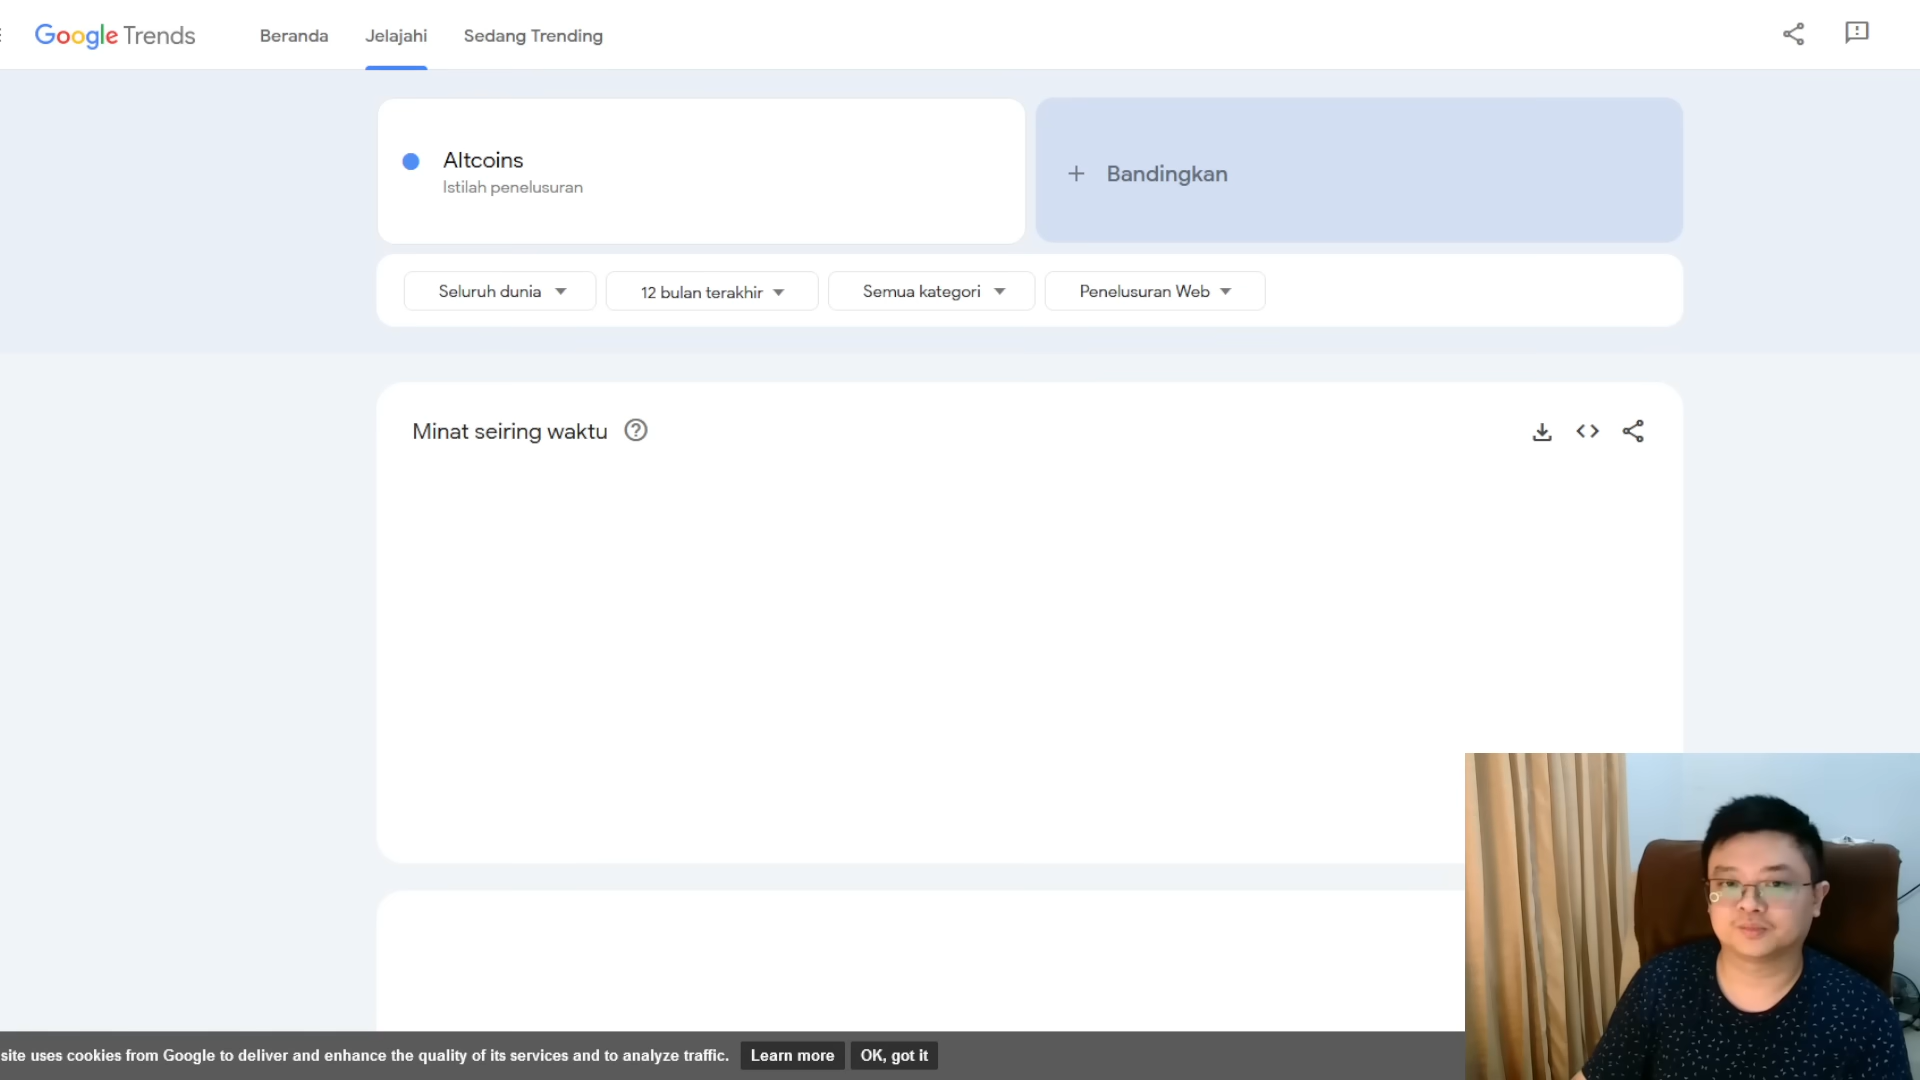 Google Trends
Beranda
Jelajahi
Sedang Trending
Altcoins
Istilah penelusuran
+ Bandingkan
Seluruh dunia
12 bulan terakhir
Semua kategori
Penelusuran Web
Minat seiring waktu
site uses cookies from Google to deliver and enhance the quality of its services and to analyze traffic.
Learn more
OK, got it